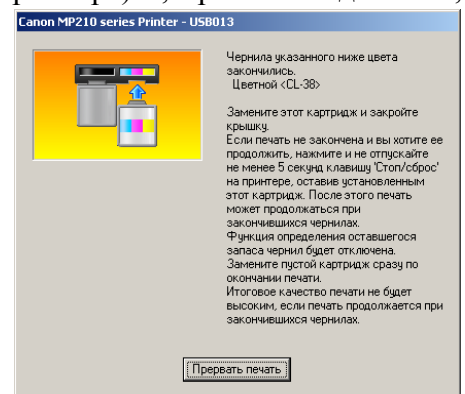 Canon MP210 series Printer - USB013
Чернила указанного ниже цвета
закончились.
Цветной <CL-38>
Замените этот картридж и закройте
крышку.
Если печать не закончена и вы хотите ее
продолжить, нажмите и не отпускайте
не менее 5 секунд клавишу 'Стоп/сброс'
на принтере, оставив установленным
этот картридж. После этого печать
может продолжаться при
закончившихся чернилах.
Функция определения оставшегося
запаса чернил будет отключена.
Замените пустой картридж сразу по
окончании печати.
Итоговое качество печати не будет
высоким, если печать продолжается при
закончившихся чернилах.
Прервать печать